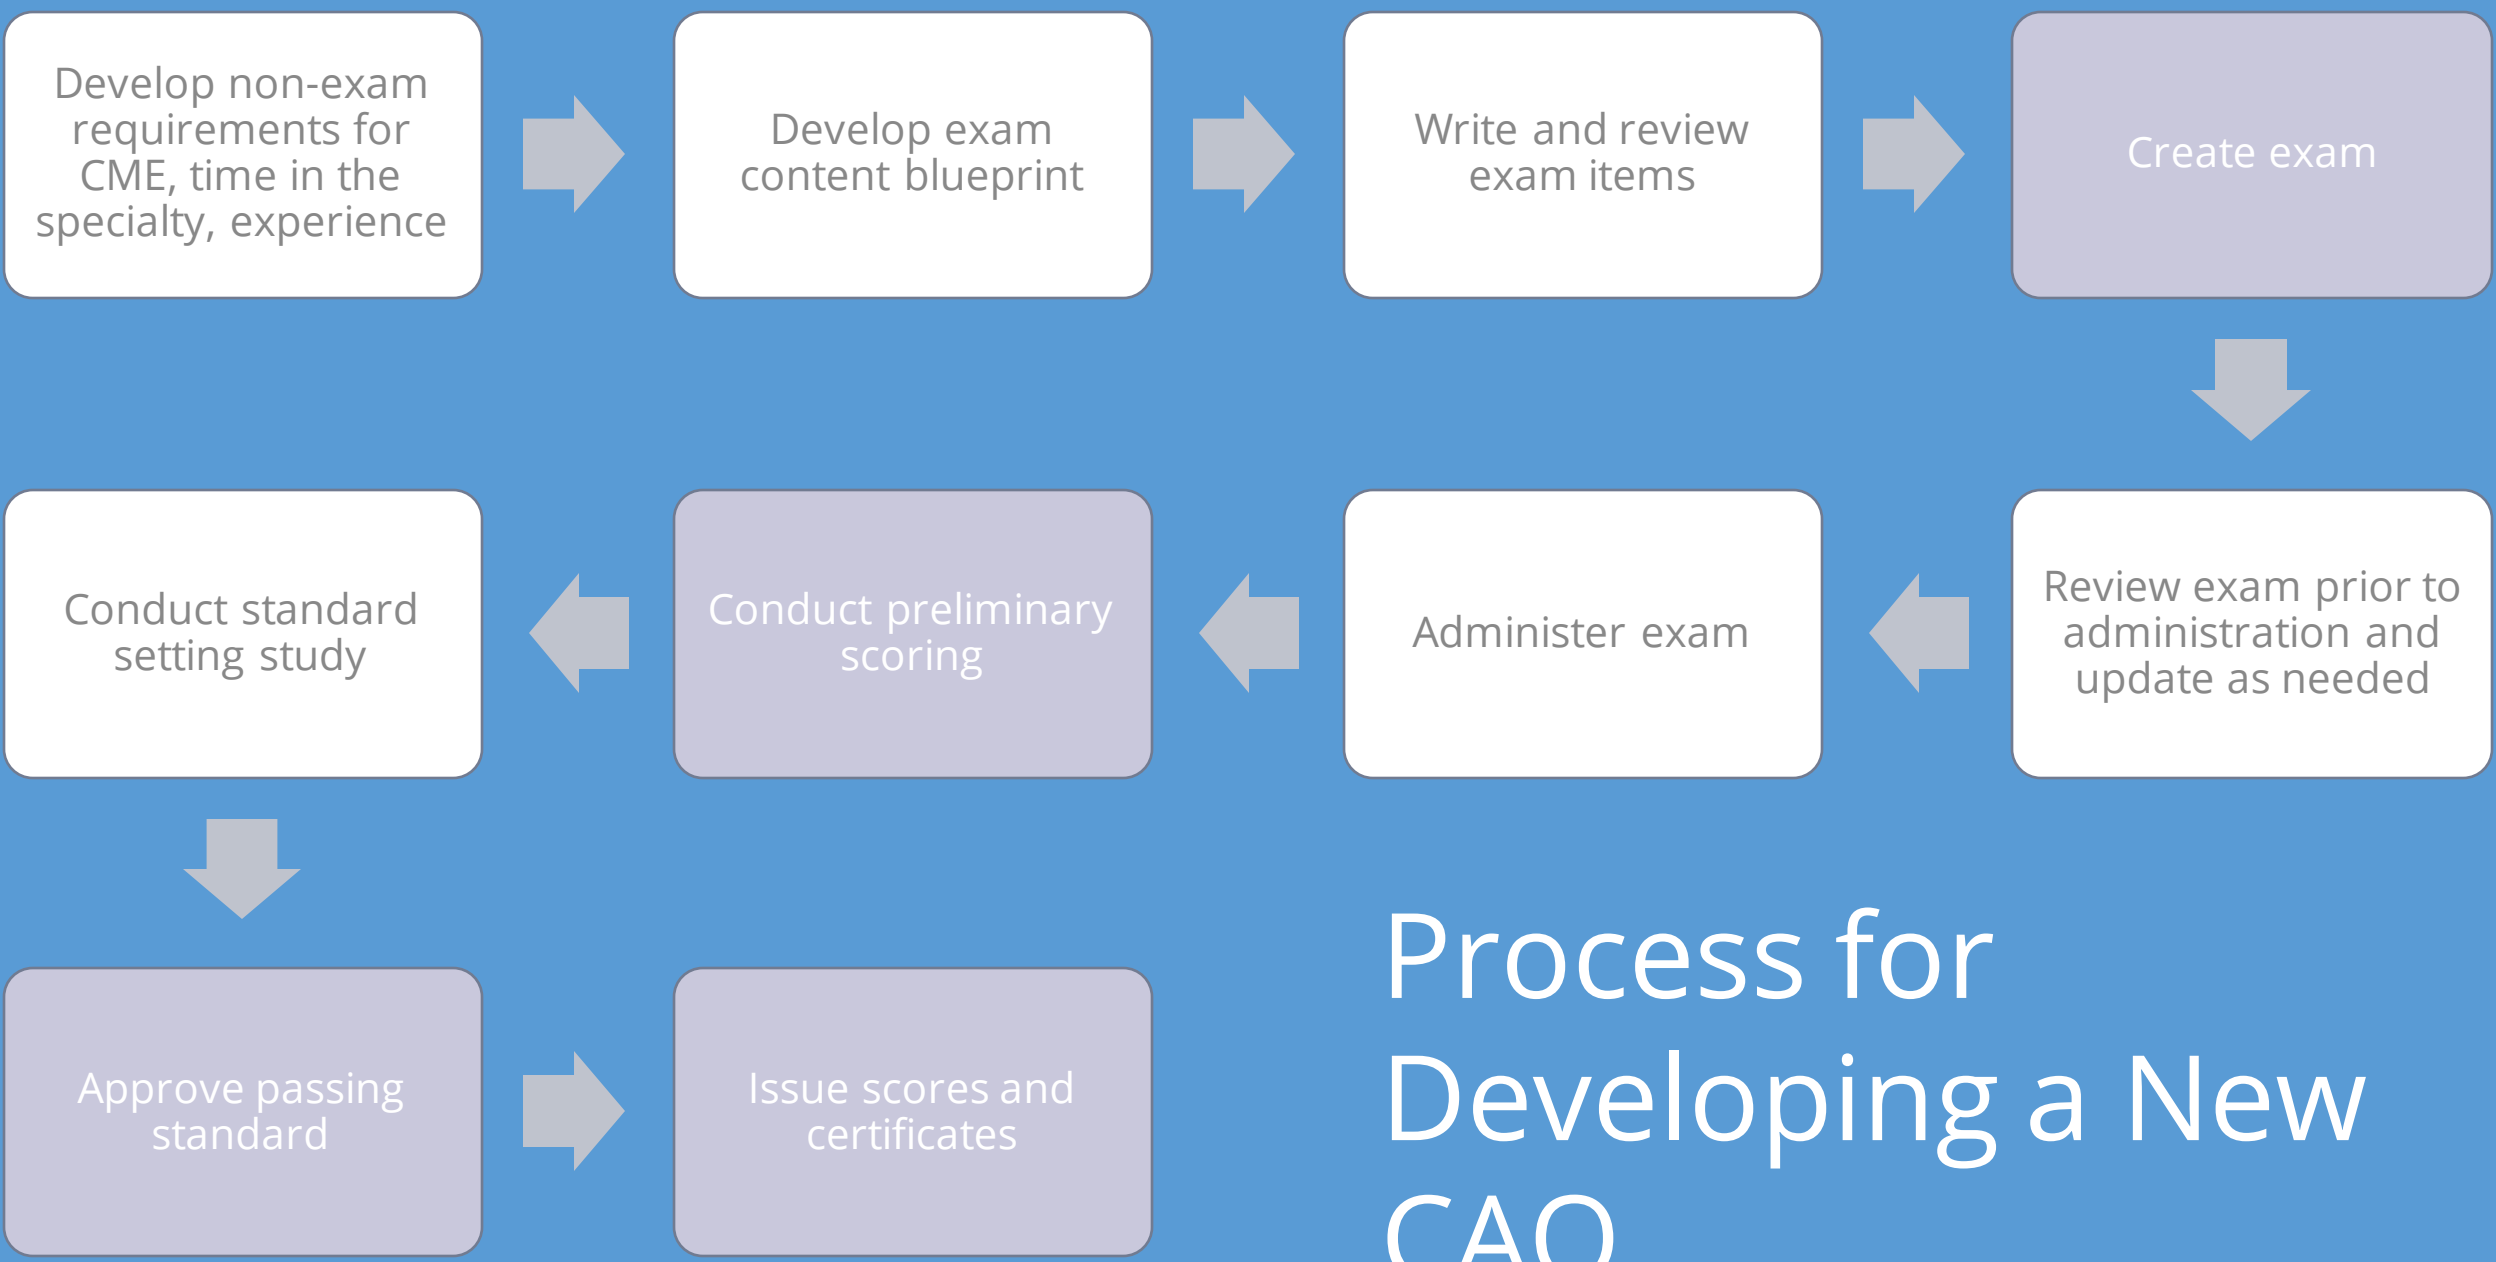 Develop non-exam
requirements for
CME, time in the
specialty, experience
Develop exam
content blueprint
Write and review
exam items
Create exam
Review exam prior to
administration and
update as needed
Administer exam
Conduct preliminary
scoring
Conduct standard
setting study
Approve passing
standard
Issue scores and
certificates
Process for
Developing a New
CAQ